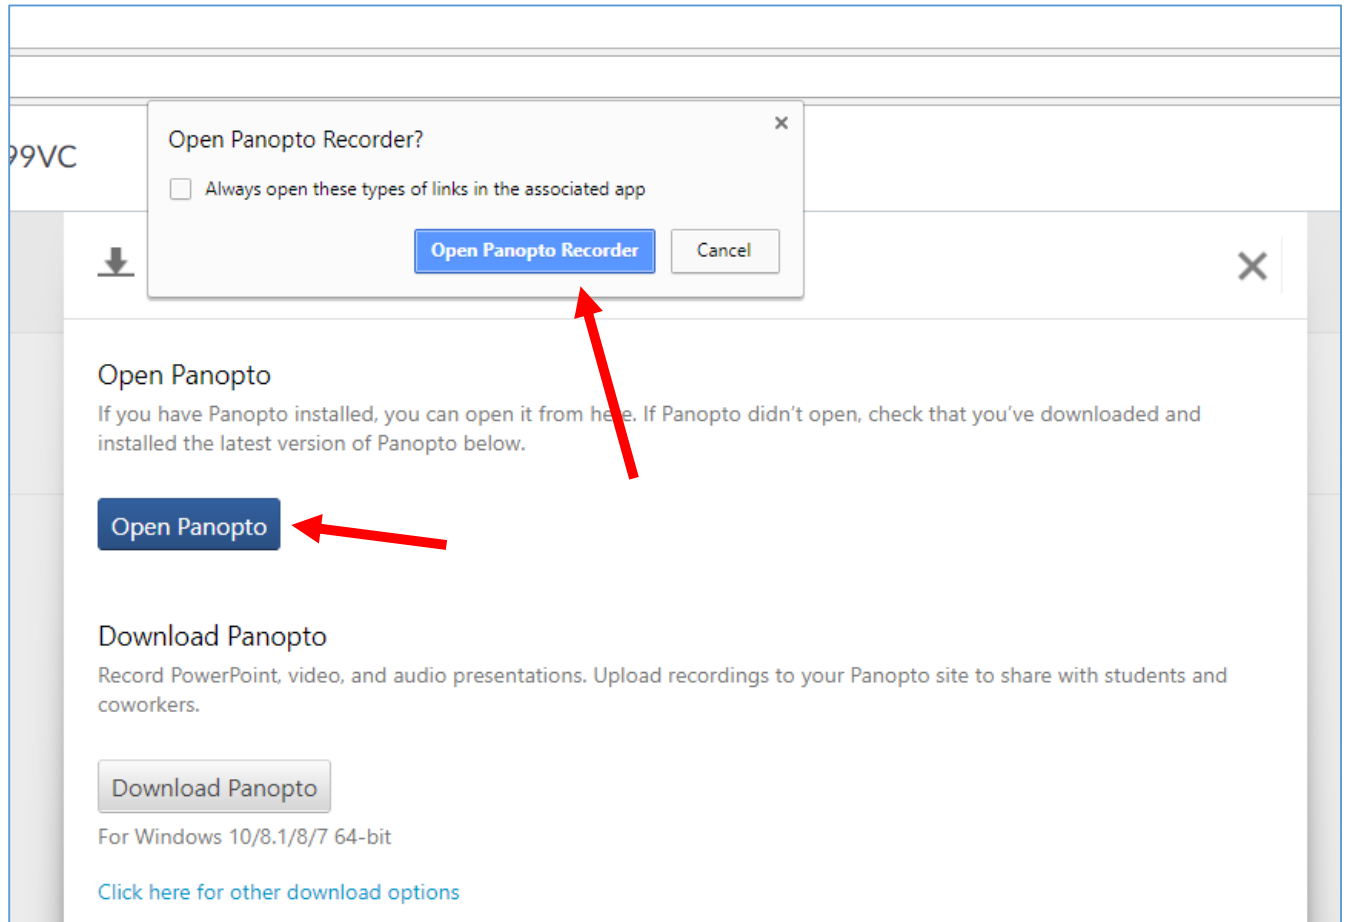 99VC
Open Panopto Recorder?
Always open these types of links in the associated app
Open Panopto Recorder
Cancel
Open Panopto
If you have Panopto installed, you can open it from here. If Panopto didn't open, check that you've downloaded and
installed the latest version of Panopto below.
Open Panopto
Download Panopto
Record PowerPoint, video, and audio presentations. Upload recordings to your Panopto site to share with students and
coworkers.
Download Panopto
For Windows 10/8.1/8/7 64-bit
Click here for other download options